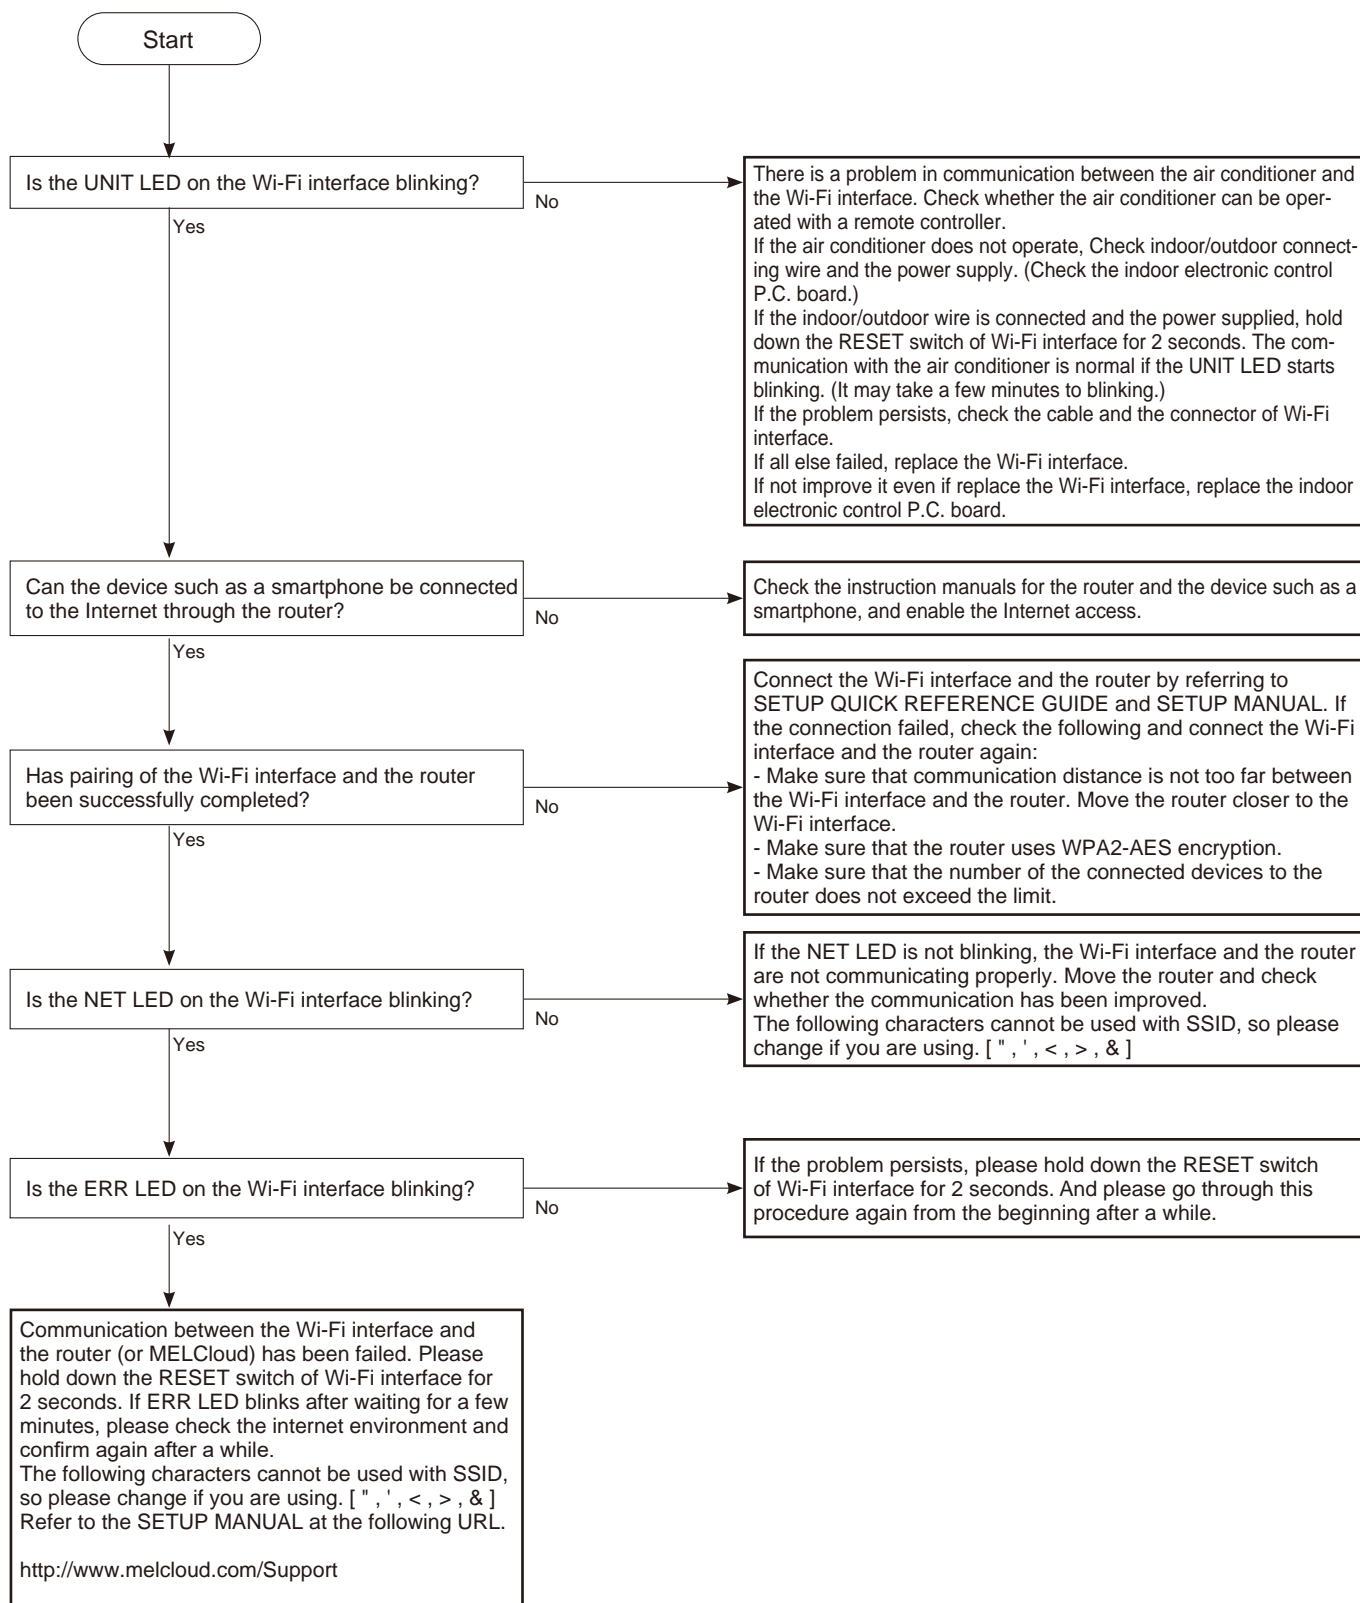 Start
Is the UNIT LED on the Wi-Fi interface blinking?
No
Yes
There is a problem in communication between the air conditioner and
the Wi-Fi interface. Check whether the air conditioner can be oper-
ated with a remote controller.
If the air conditioner does not operate, Check indoor/outdoor connect-
ing wire and the power supply. (Check the indoor electronic control
P.C. board.)
If the indoor/outdoor wire is connected and the power supplied, hold
down the RESET switch of Wi-Fi interface for 2 seconds. The com-
munication with the air conditioner is normal if the UNIT LED starts
blinking. (It may take a few minutes to blinking.)
If the problem persists, check the cable and the connector of Wi-Fi
interface.
If all else failed, replace the Wi-Fi interface.
If not improve it even if replace the Wi-Fi interface, replace the indoor
electronic control P.C. board.
Can the device such as a smartphone be connected
to the Internet through the router?
No
Yes
Check the instruction manuals for the router and the device such as a
smartphone, and enable the Internet access.
Has pairing of the Wi-Fi interface and the router
been successfully completed?
No
Yes
Connect the Wi-Fi interface and the router by referring to
SETUP QUICK REFERENCE GUIDE and SETUP MANUAL. If
the connection failed, check the following and connect the Wi-Fi
interface and the router again:
- Make sure that communication distance is not too far between
the Wi-Fi interface and the router. Move the router closer to the
Wi-Fi interface.
- Make sure that the router uses WPA2-AES encryption.
- Make sure that the number of the connected devices to the
router does not exceed the limit.
Is the NET LED on the Wi-Fi interface blinking?
No
Yes
If the NET LED is not blinking, the Wi-Fi interface and the router
are not communicating properly. Move the router and check
whether the communication has been improved.
The following characters cannot be used with SSID, so please
change if you are using. [ " , ' , < , > , & ]
Is the ERR LED on the Wi-Fi interface blinking?
No
Yes
If the problem persists, please hold down the RESET switch
of Wi-Fi interface for 2 seconds. And please go through this
procedure again from the beginning after a while.
Communication between the Wi-Fi interface and
the router (or MELCloud) has been failed. Please
hold down the RESET switch of Wi-Fi interface for
2 seconds. If ERR LED blinks after waiting for a few
minutes, please check the internet environment and
confirm again after a while.
The following characters cannot be used with SSID,
so please change if you are using. [ " , ' , < , > , & ]
Refer to the SETUP MANUAL at the following URL.
http://www.melcloud.com/Support